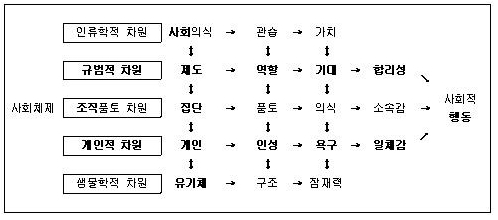 인류학적 차원 사회의식 → 관습 → 가치
↕ ↕ ↕
규범적 차원 제도 → 역할 → 기대 → 합리성
↕ ↕ ↕ ↘
사회체제 조직풍토 차원 집단 → 풍토 → 의식 → 소속감 → 사회적 행동
↕ ↕ ↕ ↗
개인적 차원 개인 → 인성 → 욕구 → 일체감
↕ ↕ ↕
생물학적 차원 유기체 → 구조 → 잠재력